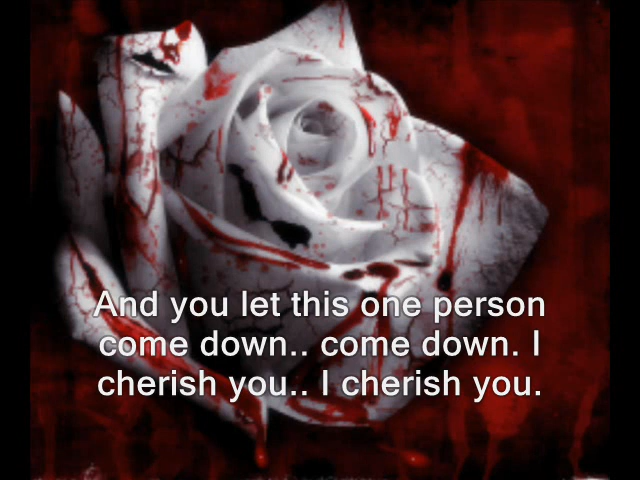 And you let this one person
come down.. come down. I
cherish you.. I cherish you.